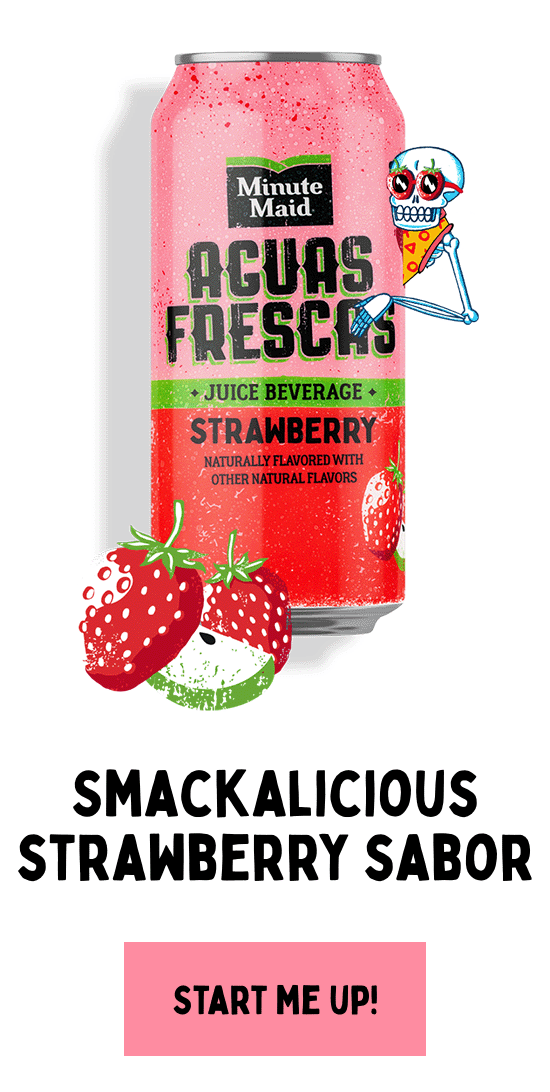 Minute
Maid
AGUAS
FRESCAS
JUICE BEVERAGE
STRAWBERRY
NATURALLY FLAVORED WITH
OTHER NATURAL FLAVORS
SMACKALICIOUS
STRAWBERRY SABOR
START ME UP!